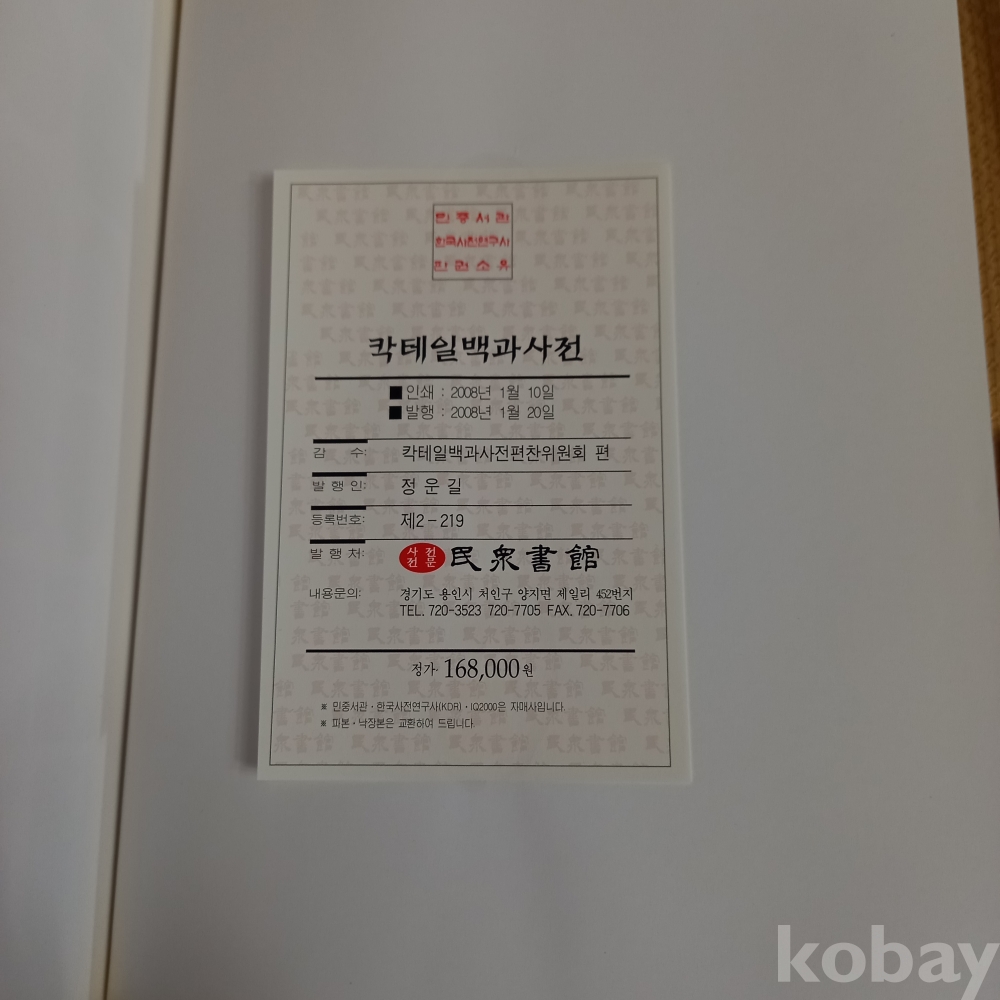 민중서관
한국사전연구사
판권소유
칵테일백과사전
■ 인쇄 : 2008년 1월 10일
■ 발행 : 2008년 1월 20일
감 수: 칵테일백과사전편찬위원회 편
발 행 인: 정 운 길
등록번호: 제2-219
발 행 처: 사전전문 民衆書館
내용문의: 경기도 용인시 처인구 양지면 제일리 452번지
TEL. 720-3523 720-7705 FAX. 720-7706
정가· 168,000원
※ 민중서관·한국사전연구사(KDR)·IQ2000은 자매사입니다.
※ 파본·낙장본은 교환하여 드립니다.
kobay